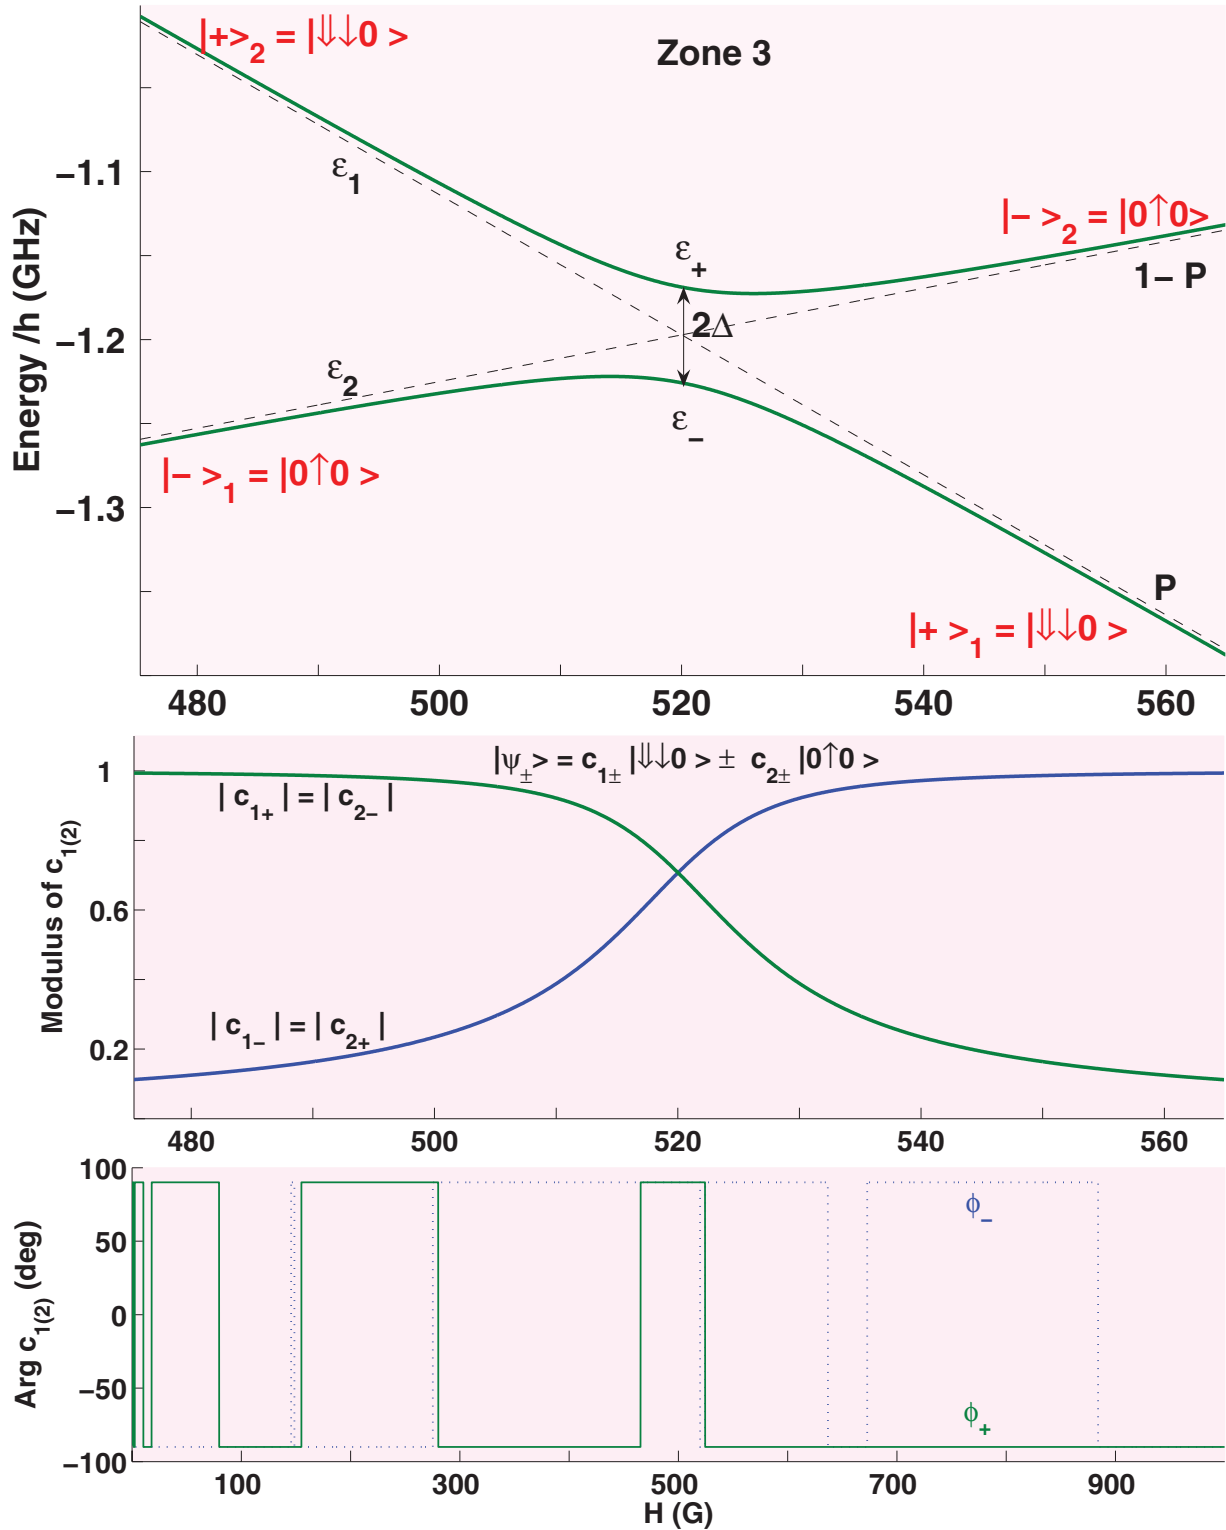 |+>2 = |⇓↓0 >
Zone 3
ε1
ε+
|− >2 = |0↑0>
1− P
2Δ
ε2
ε−
|− >1 = |0↑0 >
P
|+ >1 = |⇓↓0 >
Energy /h (GHz)
−1.1
−1.2
−1.3
480 500 520 540 560
|ψ±> = c1± |⇓↓0 > ± c2± |0↑0 >
| c1+ | = | c2− |
| c1− | = | c2+ |
Modulus of c1(2)
1
0.6
0.2
480 500 520 540 560
ϕ−
ϕ+
Arg c1(2) (deg)
100
50
0
−50
−100
100 300 500 700 900
H (G)